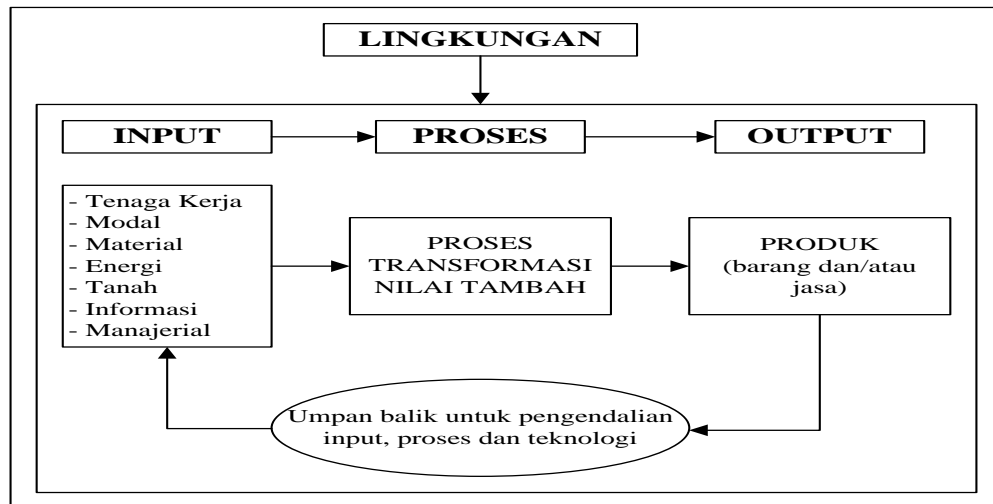 LINGKUNGAN
INPUT
PROSES
OUTPUT
- Tenaga Kerja
- Modal
- Material
- Energi
- Tanah
- Informasi
- Manajerial
PROSES
TRANSFORMASI
NILAI TAMBAH
PRODUK
(barang dan/atau
jasa)
Umpan balik untuk pengendalian
input, proses dan teknologi